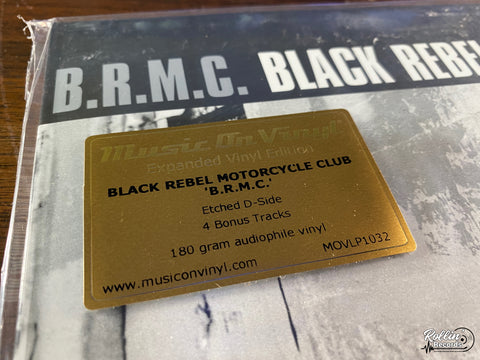 B.R.M.C. BLACK REBEL
Music On Vinyl
Expanded Vinyl Edition
BLACK REBEL MOTORCYCLE CLUB
'B.R.M.C.'
Etched D-Side
4 Bonus Tracks
180 gram audiophile vinyl
MOVLP1032
www.musiconvinyl.com
Rollin'
Records